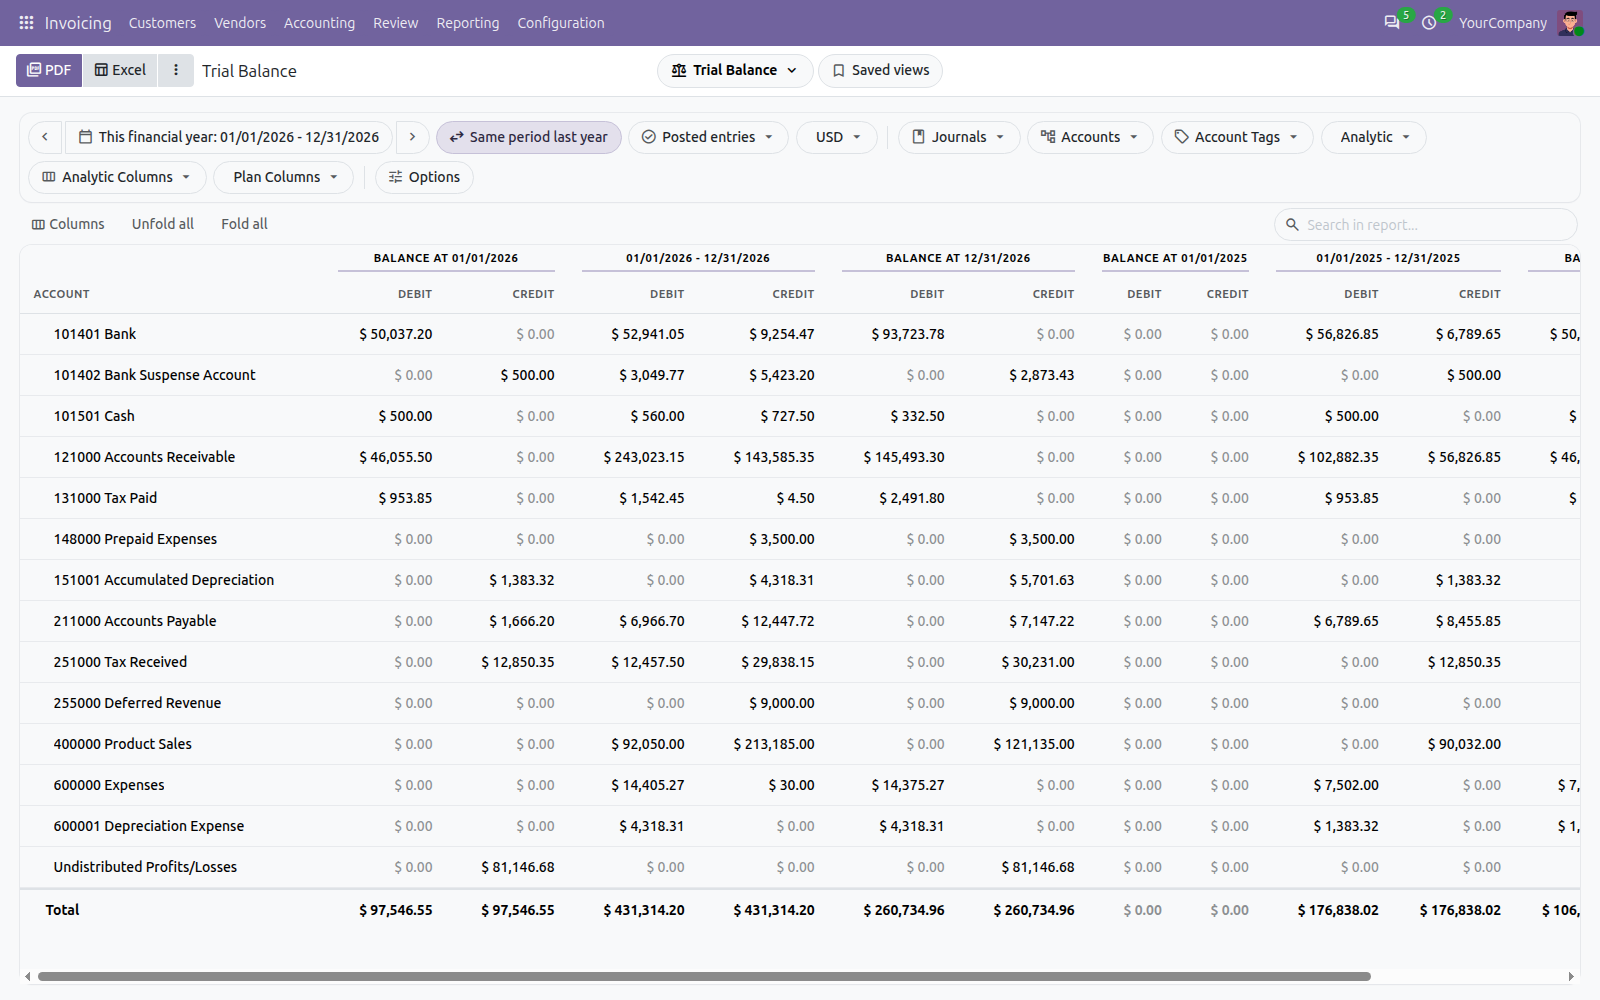 Invoicing Customers Vendors Accounting Review Reporting Configuration 5 2 YourCompany
PDF Excel Trial Balance Trial Balance Saved views
This financial year: 01/01/2026 - 12/31/2026 Same period last year Posted entries USD Journals Accounts Account Tags Analytic
Analytic Columns Plan Columns Options
Columns Unfold all Fold all Search in report...
BALANCE AT 01/01/2026 01/01/2026 - 12/31/2026 BALANCE AT 12/31/2026 BALANCE AT 01/01/2025 01/01/2025 - 12/31/2025 BA
ACCOUNT DEBIT CREDIT DEBIT CREDIT DEBIT CREDIT DEBIT CREDIT DEBIT CREDIT
101401 Bank $ 50,037.20 $ 0.00 $ 52,941.05 $ 9,254.47 $ 93,723.78 $ 0.00 $ 0.00 $ 0.00 $ 56,826.85 $ 6,789.65 $ 50,
101402 Bank Suspense Account $ 0.00 $ 500.00 $ 3,049.77 $ 5,423.20 $ 0.00 $ 2,873.43 $ 0.00 $ 0.00 $ 0.00 $ 500.00
101501 Cash $ 500.00 $ 0.00 $ 560.00 $ 727.50 $ 332.50 $ 0.00 $ 0.00 $ 0.00 $ 500.00 $ 0.00 $
121000 Accounts Receivable $ 46,055.50 $ 0.00 $ 243,023.15 $ 143,585.35 $ 145,493.30 $ 0.00 $ 0.00 $ 0.00 $ 102,882.35 $ 56,826.85 $ 46,
131000 Tax Paid $ 953.85 $ 0.00 $ 1,542.45 $ 4.50 $ 2,491.80 $ 0.00 $ 0.00 $ 0.00 $ 953.85 $ 0.00 $
148000 Prepaid Expenses $ 0.00 $ 0.00 $ 0.00 $ 3,500.00 $ 0.00 $ 3,500.00 $ 0.00 $ 0.00 $ 0.00 $ 0.00
151001 Accumulated Depreciation $ 0.00 $ 1,383.32 $ 0.00 $ 4,318.31 $ 0.00 $ 5,701.63 $ 0.00 $ 0.00 $ 0.00 $ 1,383.32
211000 Accounts Payable $ 0.00 $ 1,666.20 $ 6,966.70 $ 12,447.72 $ 0.00 $ 7,147.22 $ 0.00 $ 0.00 $ 6,789.65 $ 8,455.85
251000 Tax Received $ 0.00 $ 12,850.35 $ 12,457.50 $ 29,838.15 $ 0.00 $ 30,231.00 $ 0.00 $ 0.00 $ 0.00 $ 12,850.35
255000 Deferred Revenue $ 0.00 $ 0.00 $ 0.00 $ 9,000.00 $ 0.00 $ 9,000.00 $ 0.00 $ 0.00 $ 0.00 $ 0.00
400000 Product Sales $ 0.00 $ 0.00 $ 92,050.00 $ 213,185.00 $ 0.00 $ 121,135.00 $ 0.00 $ 0.00 $ 0.00 $ 90,032.00
600000 Expenses $ 0.00 $ 0.00 $ 14,405.27 $ 30.00 $ 14,375.27 $ 0.00 $ 0.00 $ 0.00 $ 7,502.00 $ 0.00 $ 7,
600001 Depreciation Expense $ 0.00 $ 0.00 $ 4,318.31 $ 0.00 $ 4,318.31 $ 0.00 $ 0.00 $ 0.00 $ 1,383.32 $ 0.00 $ 1,
Undistributed Profits/Losses $ 0.00 $ 81,146.68 $ 0.00 $ 0.00 $ 0.00 $ 81,146.68 $ 0.00 $ 0.00 $ 0.00 $ 0.00
Total $ 97,546.55 $ 97,546.55 $ 431,314.20 $ 431,314.20 $ 260,734.96 $ 260,734.96 $ 0.00 $ 0.00 $ 176,838.02 $ 176,838.02 $ 106,